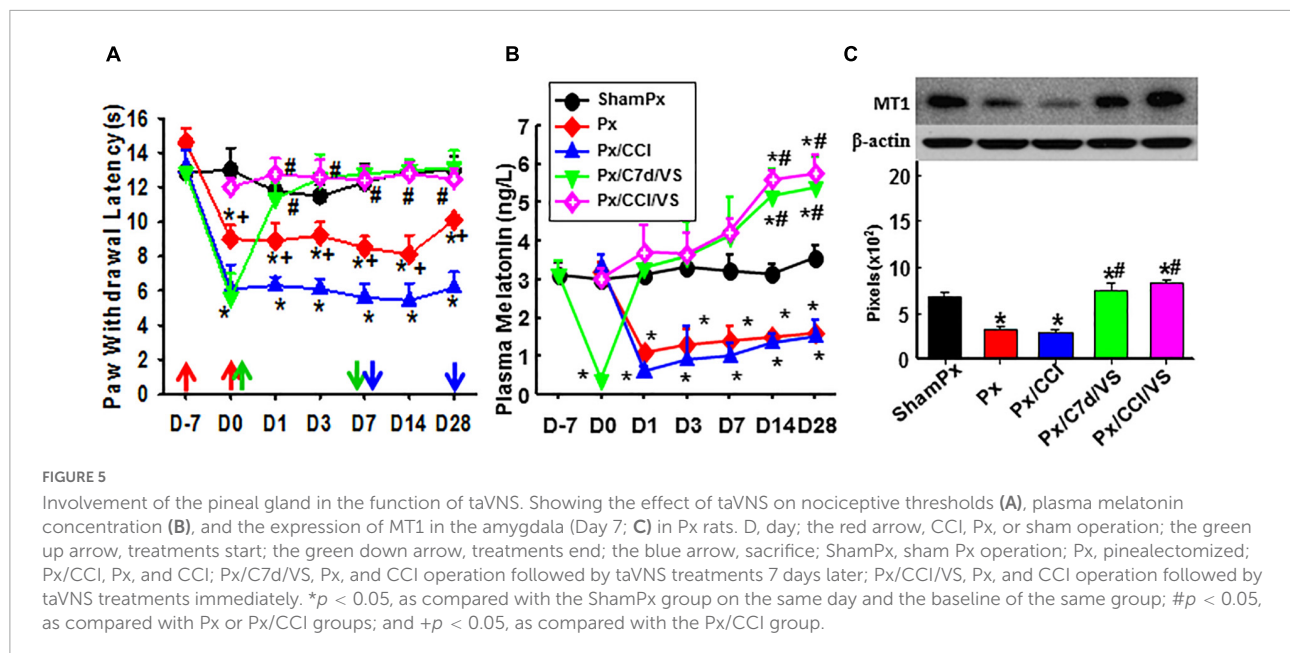 A
B
C
Paw Withdrawal Latency(s)
16
14
12
10
8
6
4
2
0
# # # # # #
# #
*+
*+ *+ *+ *+ *+
* * * * * *
D-7 D0 D1 D3 D7 D14 D28
ShamPx
Px
Px/CCI
Px/C7d/VS
Px/CCI/VS
Plasma Melatonin (ng/L)
7
6
5
4
3
2
1
0
*# *#
*# *#
* * * * *
* * * * * *
D-7 D0 D1 D3 D7 D14 D28
MT1
β-actin
Pixels(x10²)
20
15
10
5
0
* * *# *#
ShamPx
Px
Px/CCI
Px/C7d/VS
Px/CCI/VS
FIGURE 5
Involvement of the pineal gland in the function of taVNS. Showing the effect of taVNS on nociceptive thresholds (A), plasma melatonin
concentration (B), and the expression of MT1 in the amygdala (Day 7; C) in Px rats. D, day; the red arrow, CCI, Px, or sham operation; the green
up arrow, treatments start; the green down arrow, treatments end; the blue arrow, sacrifice; ShamPx, sham Px operation; Px, pinealectomized;
Px/CCI, Px, and CCI; Px/C7d/VS, Px, and CCI operation followed by taVNS treatments 7 days later; Px/CCI/VS, Px, and CCI operation followed by
taVNS treatments immediately. *p < 0.05, as compared with the ShamPx group on the same day and the baseline of the same group; #p < 0.05,
as compared with Px or Px/CCI groups; and +p < 0.05, as compared with the Px/CCI group.